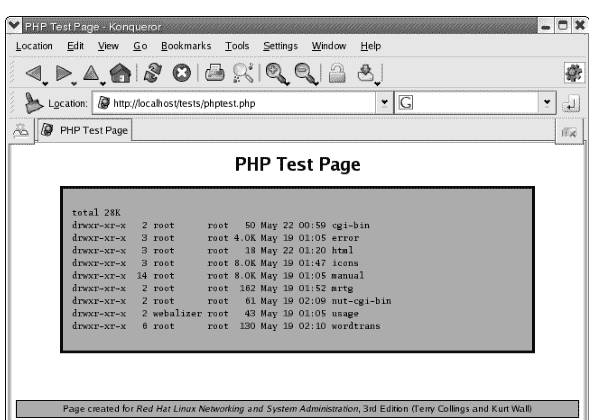 PHP Test Page - Konqueror
Location Edit View Go Bookmarks Tools Settings Window Help
Location: http://localhost/tests/phptest.php G
PHP Test Page
PHP Test Page
total 28K
drwxr-xr-x 2 root root 50 May 22 00:59 cgi-bin
drwxr-xr-x 3 root root 4.0K May 19 01:05 error
drwxr-xr-x 3 root root 18 May 22 01:20 html
drwxr-xr-x 3 root root 8.0K May 19 01:47 icons
drwxr-xr-x 14 root root 8.0K May 19 01:05 manual
drwxr-xr-x 2 root root 162 May 19 01:52 mrtg
drwxr-xr-x 2 root root 61 May 19 02:09 nut-cgi-bin
drwxr-xr-x 2 webalizer root 43 May 19 01:05 usage
drwxr-xr-x 6 root root 130 May 19 02:10 wordtrans
Page created for Red Hat Linux Networking and System Administration, 3rd Edition (Terry Collings and Kurt Wall)